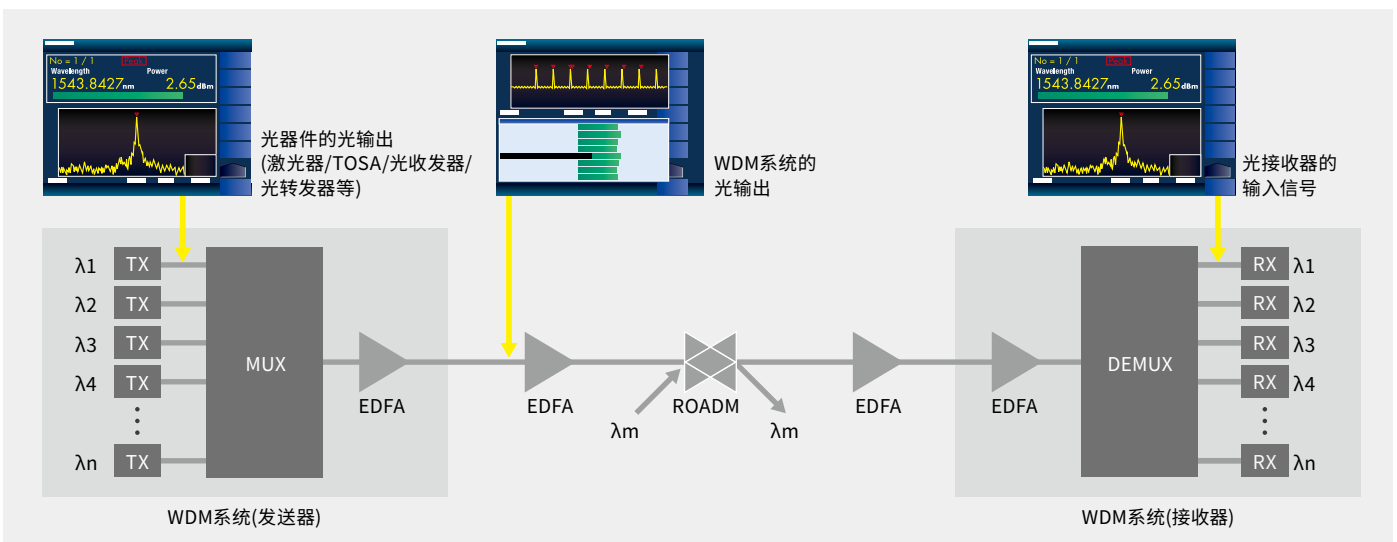 No = 1 / 1 Peak
Wavelength Power
1543.8427nm 2.65dBm
光器件的光输出
(激光器/TOSA/光收发器/
光转发器等)
WDM系统的
光输出
No = 1 / 1 Peak
Wavelength Power
1543.8427nm 2.65dBm
光接收器的
输入信号
λ1 TX
λ2 TX
λ3 TX
λ4 TX
λn TX
MUX
EDFA
EDFA
λm
ROADM
λm
EDFA
EDFA
DEMUX
RX λ1
RX λ2
RX λ3
RX λ4
RX λn
WDM系统(发送器)
WDM系统(接收器)